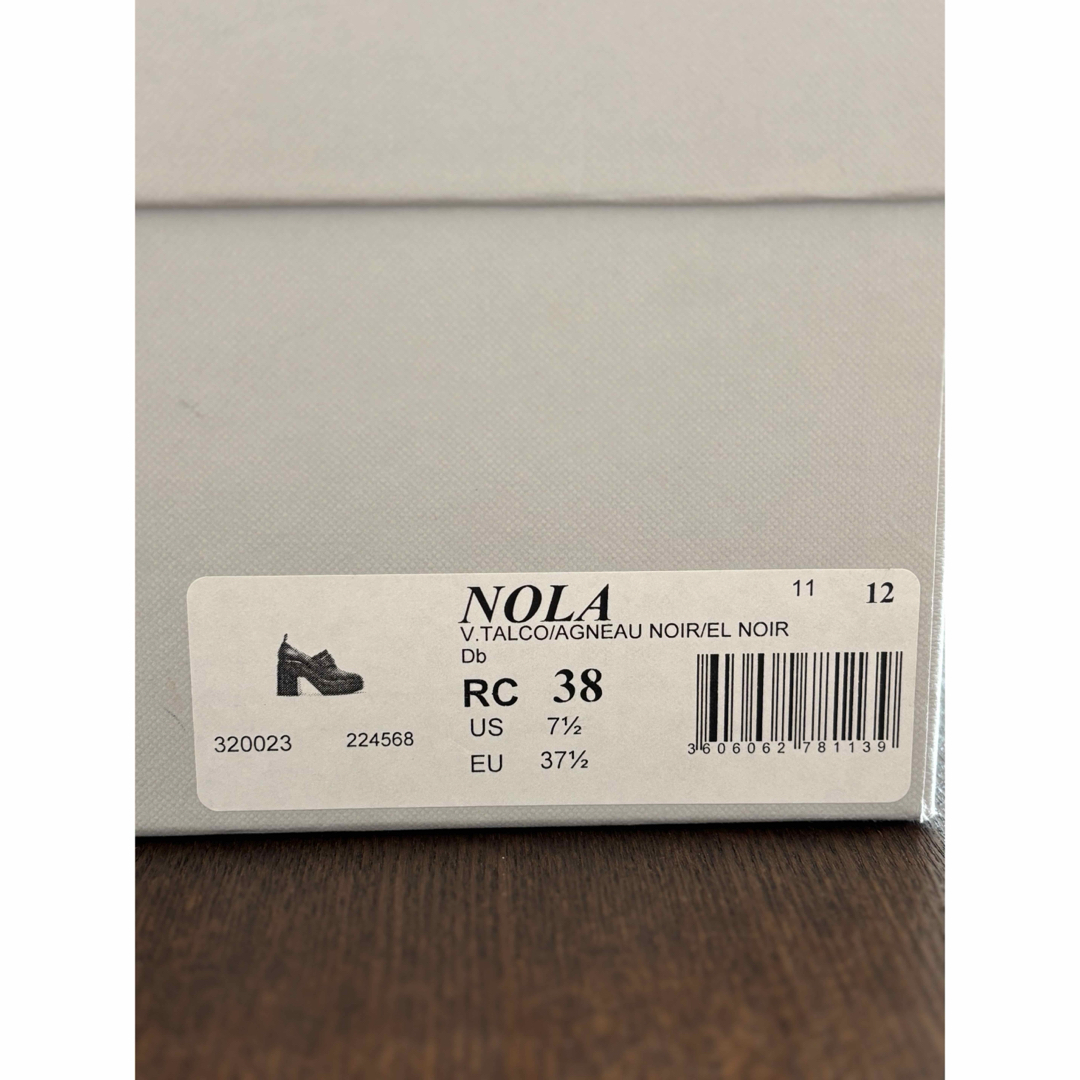 NOLA 11 12
V.TALCO/AGNEAU NOIR/EL NOIR
Db
RC 38
US 7½
EU 37½
320023 224568
3606062781139